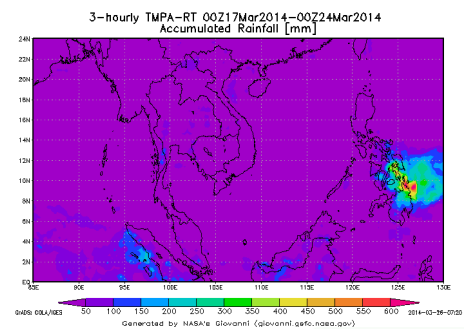 3-hourly TMPA-RT 00Z17Mar2014-00Z24Mar2014
Accumulated Rainfall [mm]
24N
22N
20N
18N
16N
14N
12N
10N
8N
6N
4N
2N
EQ
85E 90E 95E 100E 105E 110E 115E 120E 125E 130E
GrADS: COLA/IGES 50 100 150 200 250 300 350 400 450 500 550 600 2014-03-26-07:20
Generated by NASA's Giovanni (giovanni.gsfc.nasa.gov)